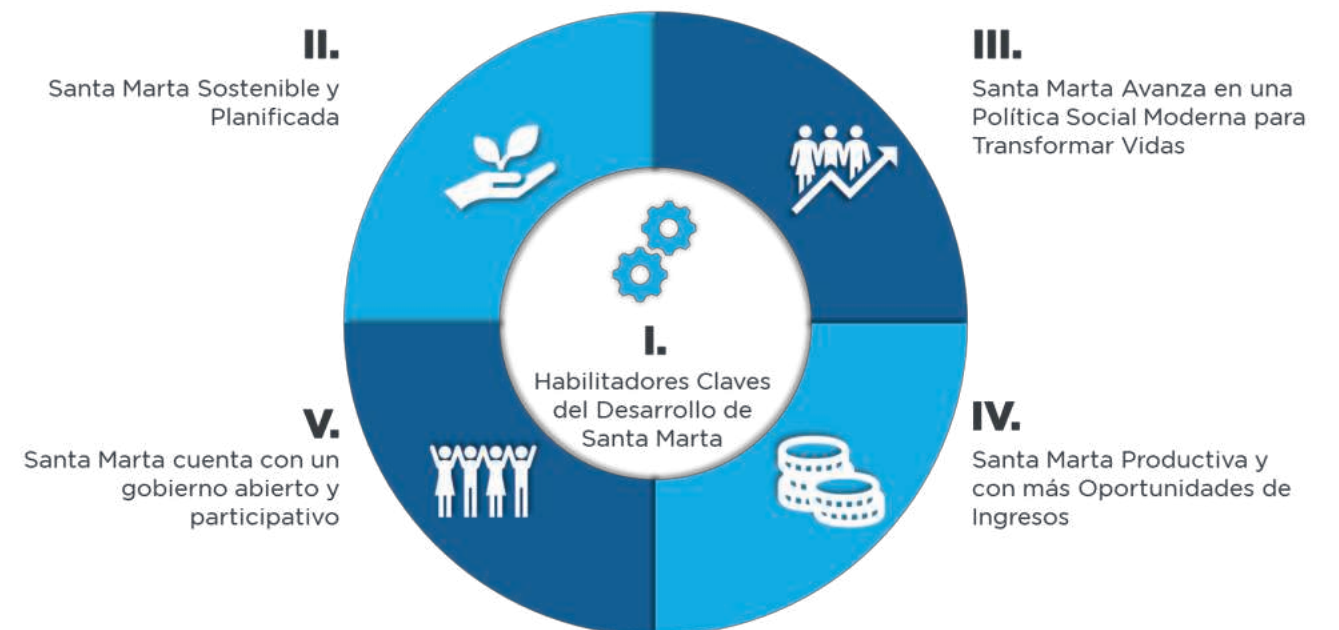 II.
Santa Marta Sostenible y
Planificada
III.
Santa Marta Avanza en una
Política Social Moderna para
Transformar Vidas
I.
Habilitadores Claves
del Desarrollo de
Santa Marta
V.
Santa Marta cuenta con un
gobierno abierto y
participativo
IV.
Santa Marta Productiva y
con más Oportunidades de
Ingresos